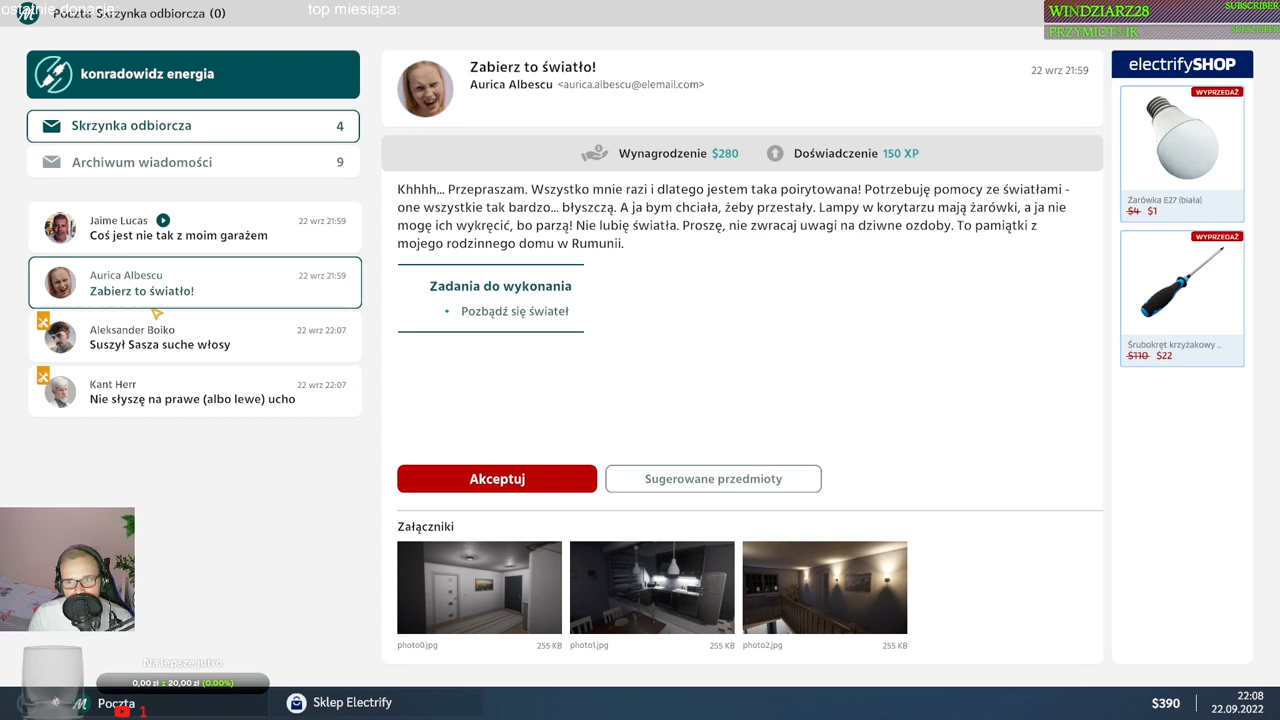 ostatnie donacje:
Poczta Skrzynka odbiorcza (0)
top miesiąca:
WINDZIARZ28
SUBSCRIBER
PRZYMIOTNIK
SUBSCRIBER
konradowidz energia
Skrzynka odbiorcza 4
Archiwum wiadomości 9
Jaime Lucas 22 wrz 21:59
Coś jest nie tak z moim garażem
Aurica Albescu 22 wrz 21:59
Zabierz to światło!
Aleksander Boiko 22 wrz 22:07
Suszył Sasza suche włosy
Kant Herr 22 wrz 22:07
Nie słyszę na prawe (albo lewe) ucho
Zabierz to światło!
Aurica Albescu <aurica.albescu@elemail.com>
22 wrz 21:59
Wynagrodzenie $280 Doświadczenie 150 XP
Khhhh... Przepraszam. Wszystko mnie razi i dlatego jestem taka poirytowana! Potrzebuję pomocy ze światłami -
one wszystkie tak bardzo... błyszczą. A ja bym chciała, żeby przestały. Lampy w korytarzu mają żarówki, a ja nie
mogę ich wykręcić, bo parzą! Nie lubię światła. Proszę, nie zwracaj uwagi na dziwne ozdoby. To pamiątki z
mojego rodzinnego domu w Rumunii.
Zadania do wykonania
• Pozbądź się świateł
Akceptuj
Sugerowane przedmioty
Załączniki
photo0.jpg 255 KB
photo1.jpg 255 KB
photo2.jpg 255 KB
electrifySHOP
WYPRZEDAŻ
Żarówka E27 (biała)
$4 $1
WYPRZEDAŻ
Śrubokręt krzyżakowy ...
$110 $22
Na lepsze jutro
0,00 zł z 20,00 zł (0.00%)
Poczta
1
Sklep Electrify
$390
22:08
22.09.2022